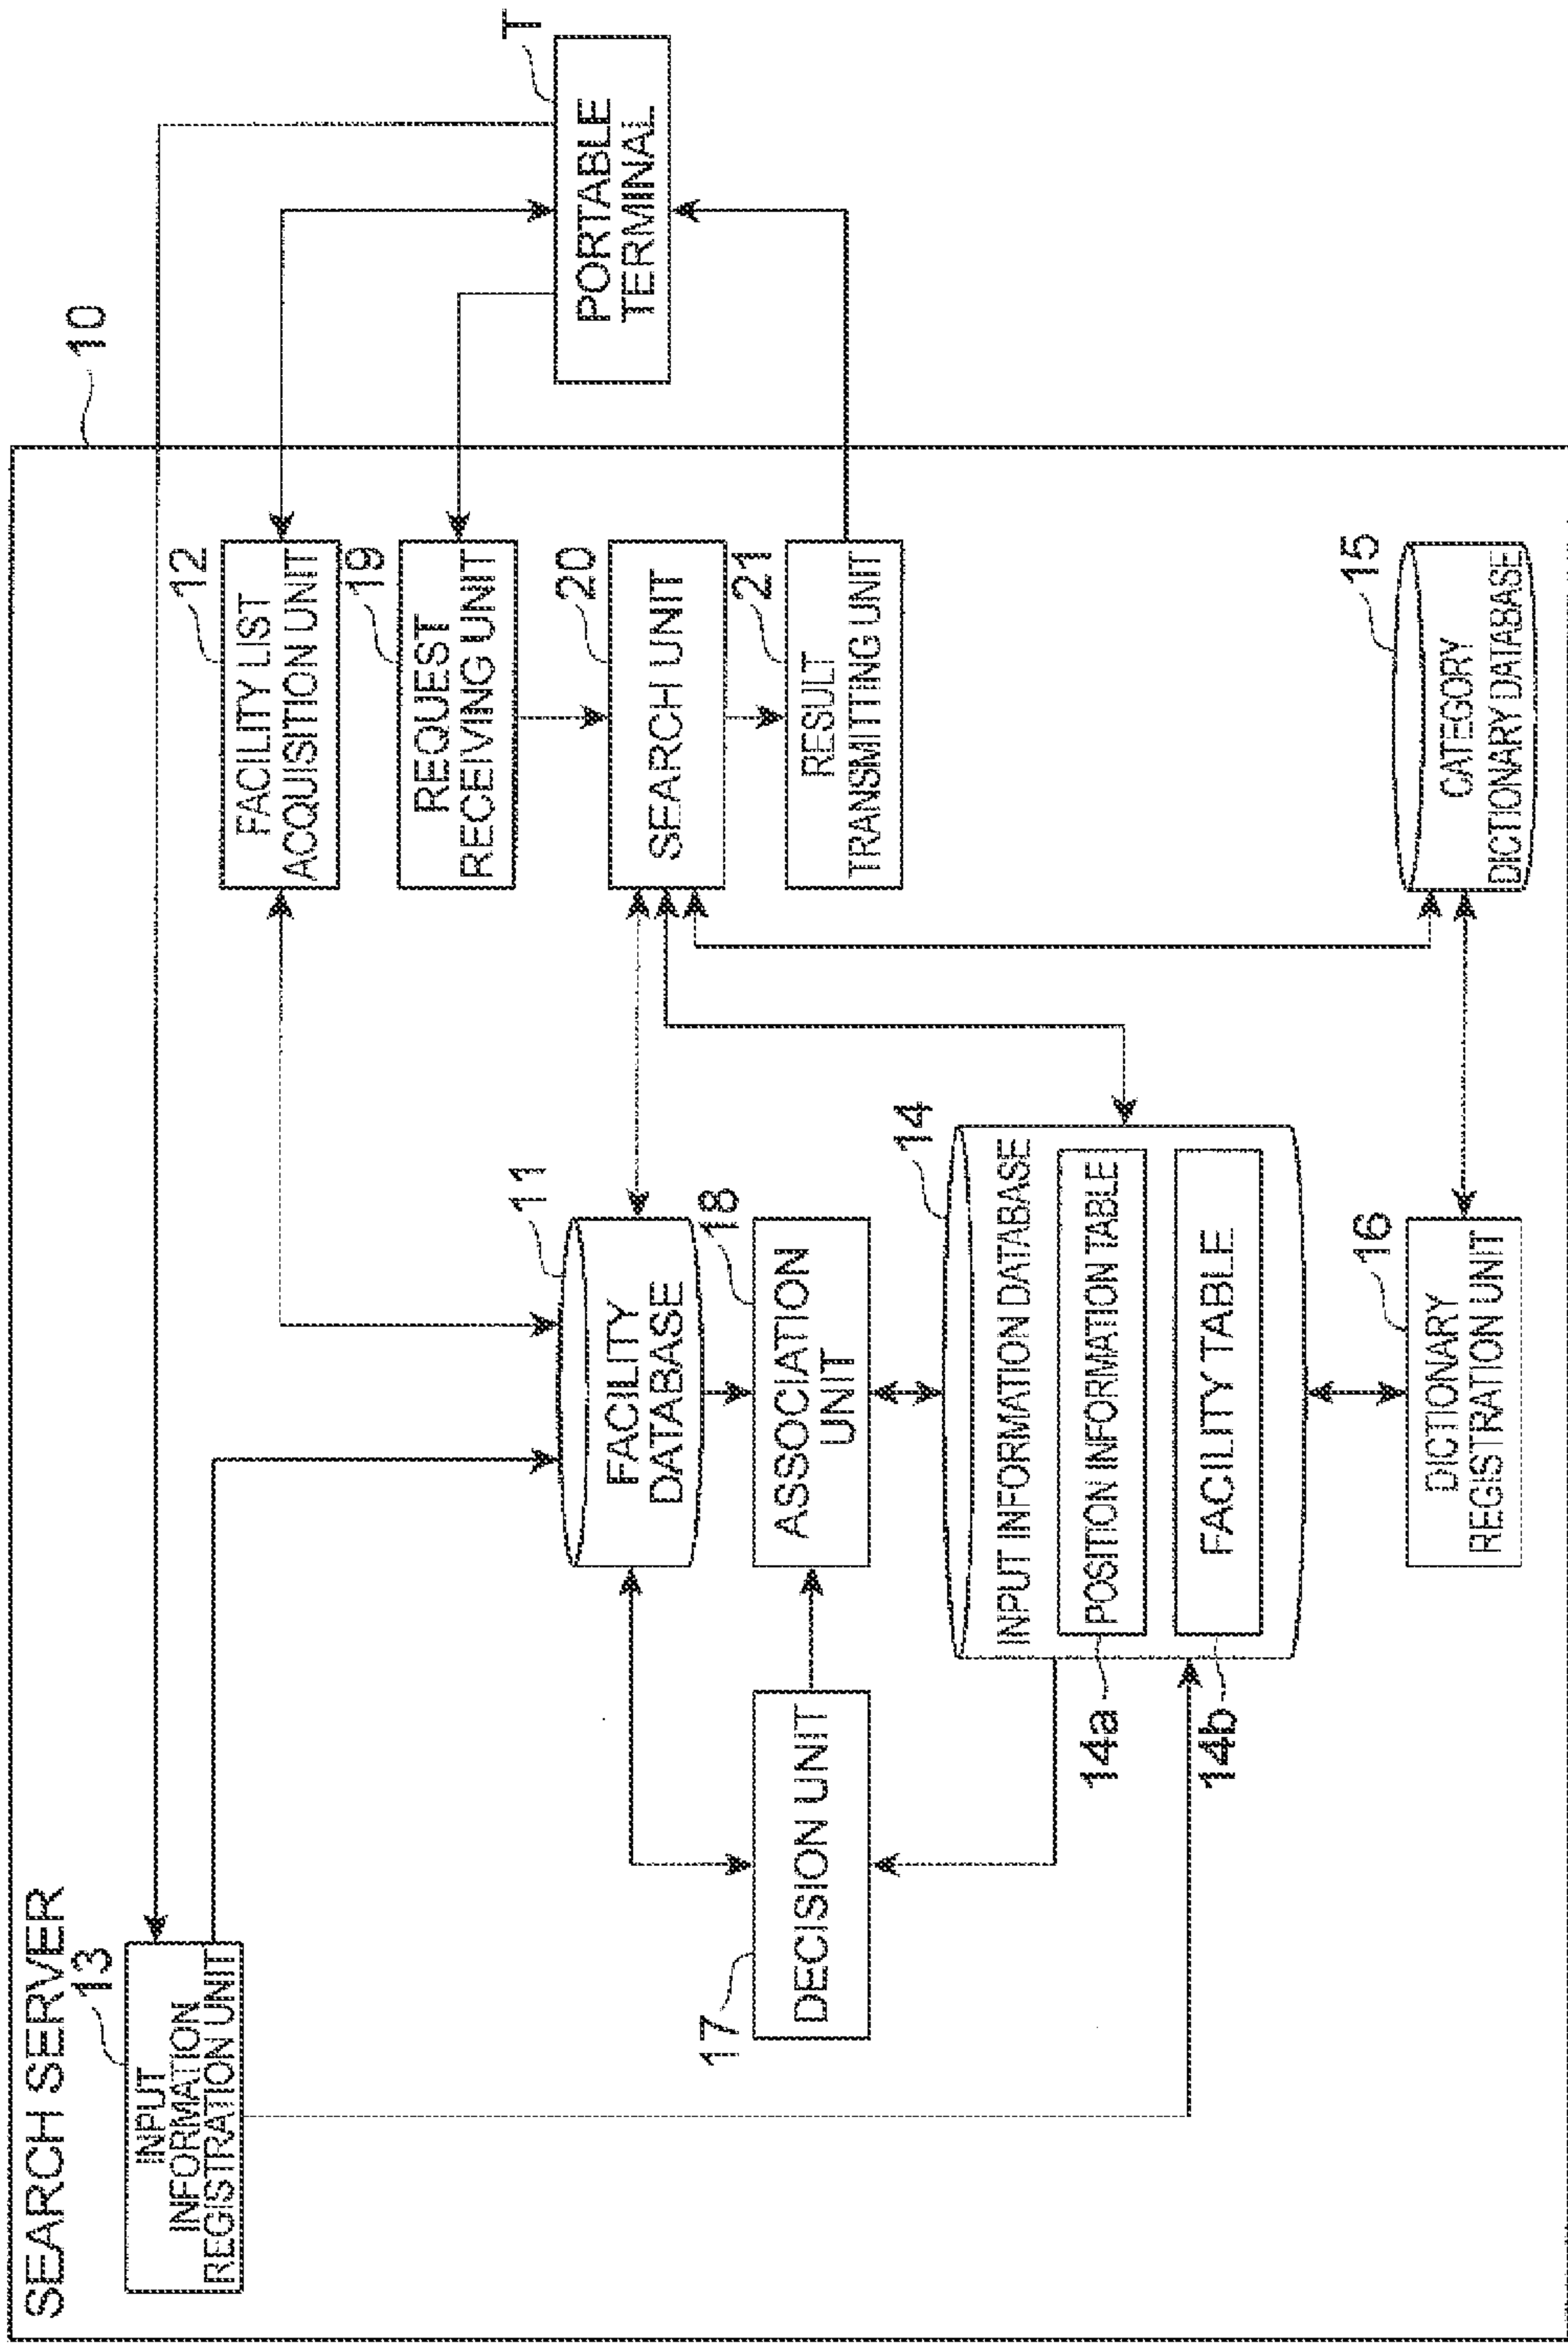 SEARCH SERVER
10
13
INPUT
INFORMATION
REGISTRATION UNIT
12
FACILITY LIST
ACQUISITION UNIT
19
REQUEST
RECEIVING UNIT
T
PORTABLE
TERMINAL
11
FACILITY
DATABASE
20
SEARCH UNIT
17
DECISION UNIT
18
ASSOCIATION
UNIT
21
RESULT
TRANSMITTING UNIT
14
INPUT INFORMATION DATABASE
14a
POSITION INFORMATION TABLE
14b
FACILITY TABLE
16
DICTIONARY
REGISTRATION UNIT
15
CATEGORY
DICTIONARY DATABASE